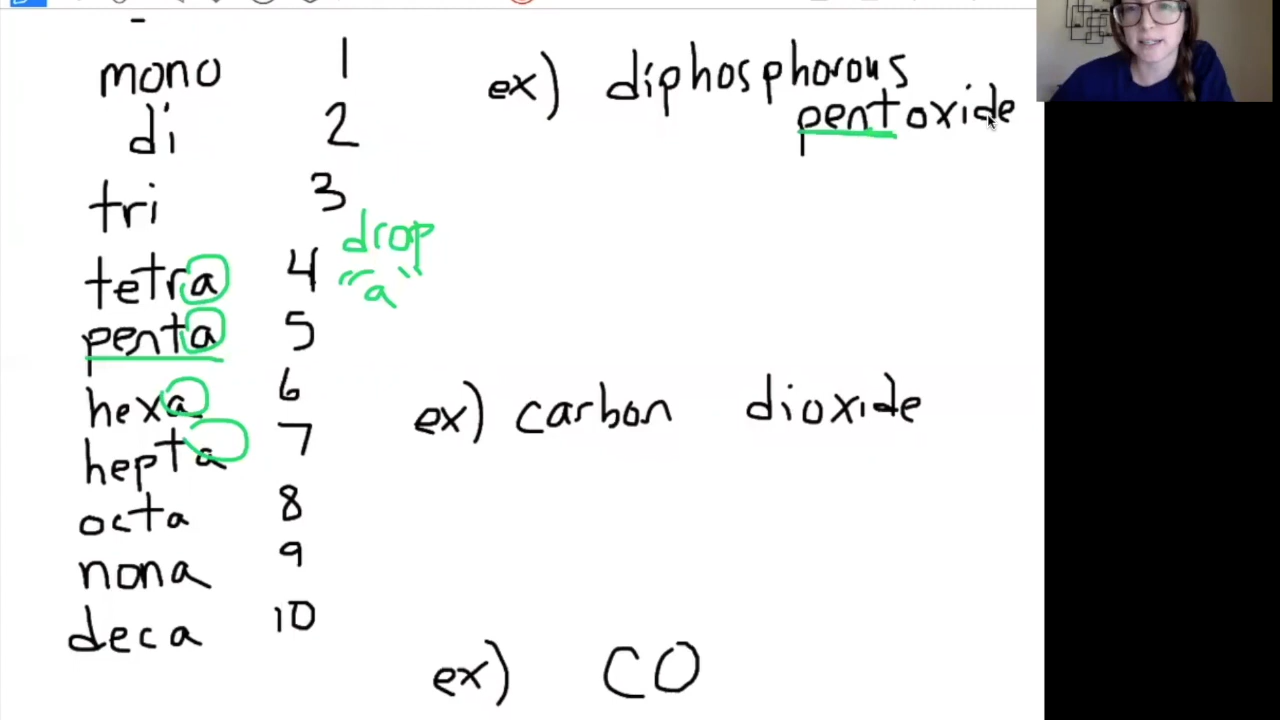 mono 1
di 2
tri 3
tetra 4
drop
"a"
penta 5
hexa 6
hepta 7
octa 8
nona 9
deca 10
ex) diphosphorous
pentoxide
ex) carbon dioxide
ex) CO